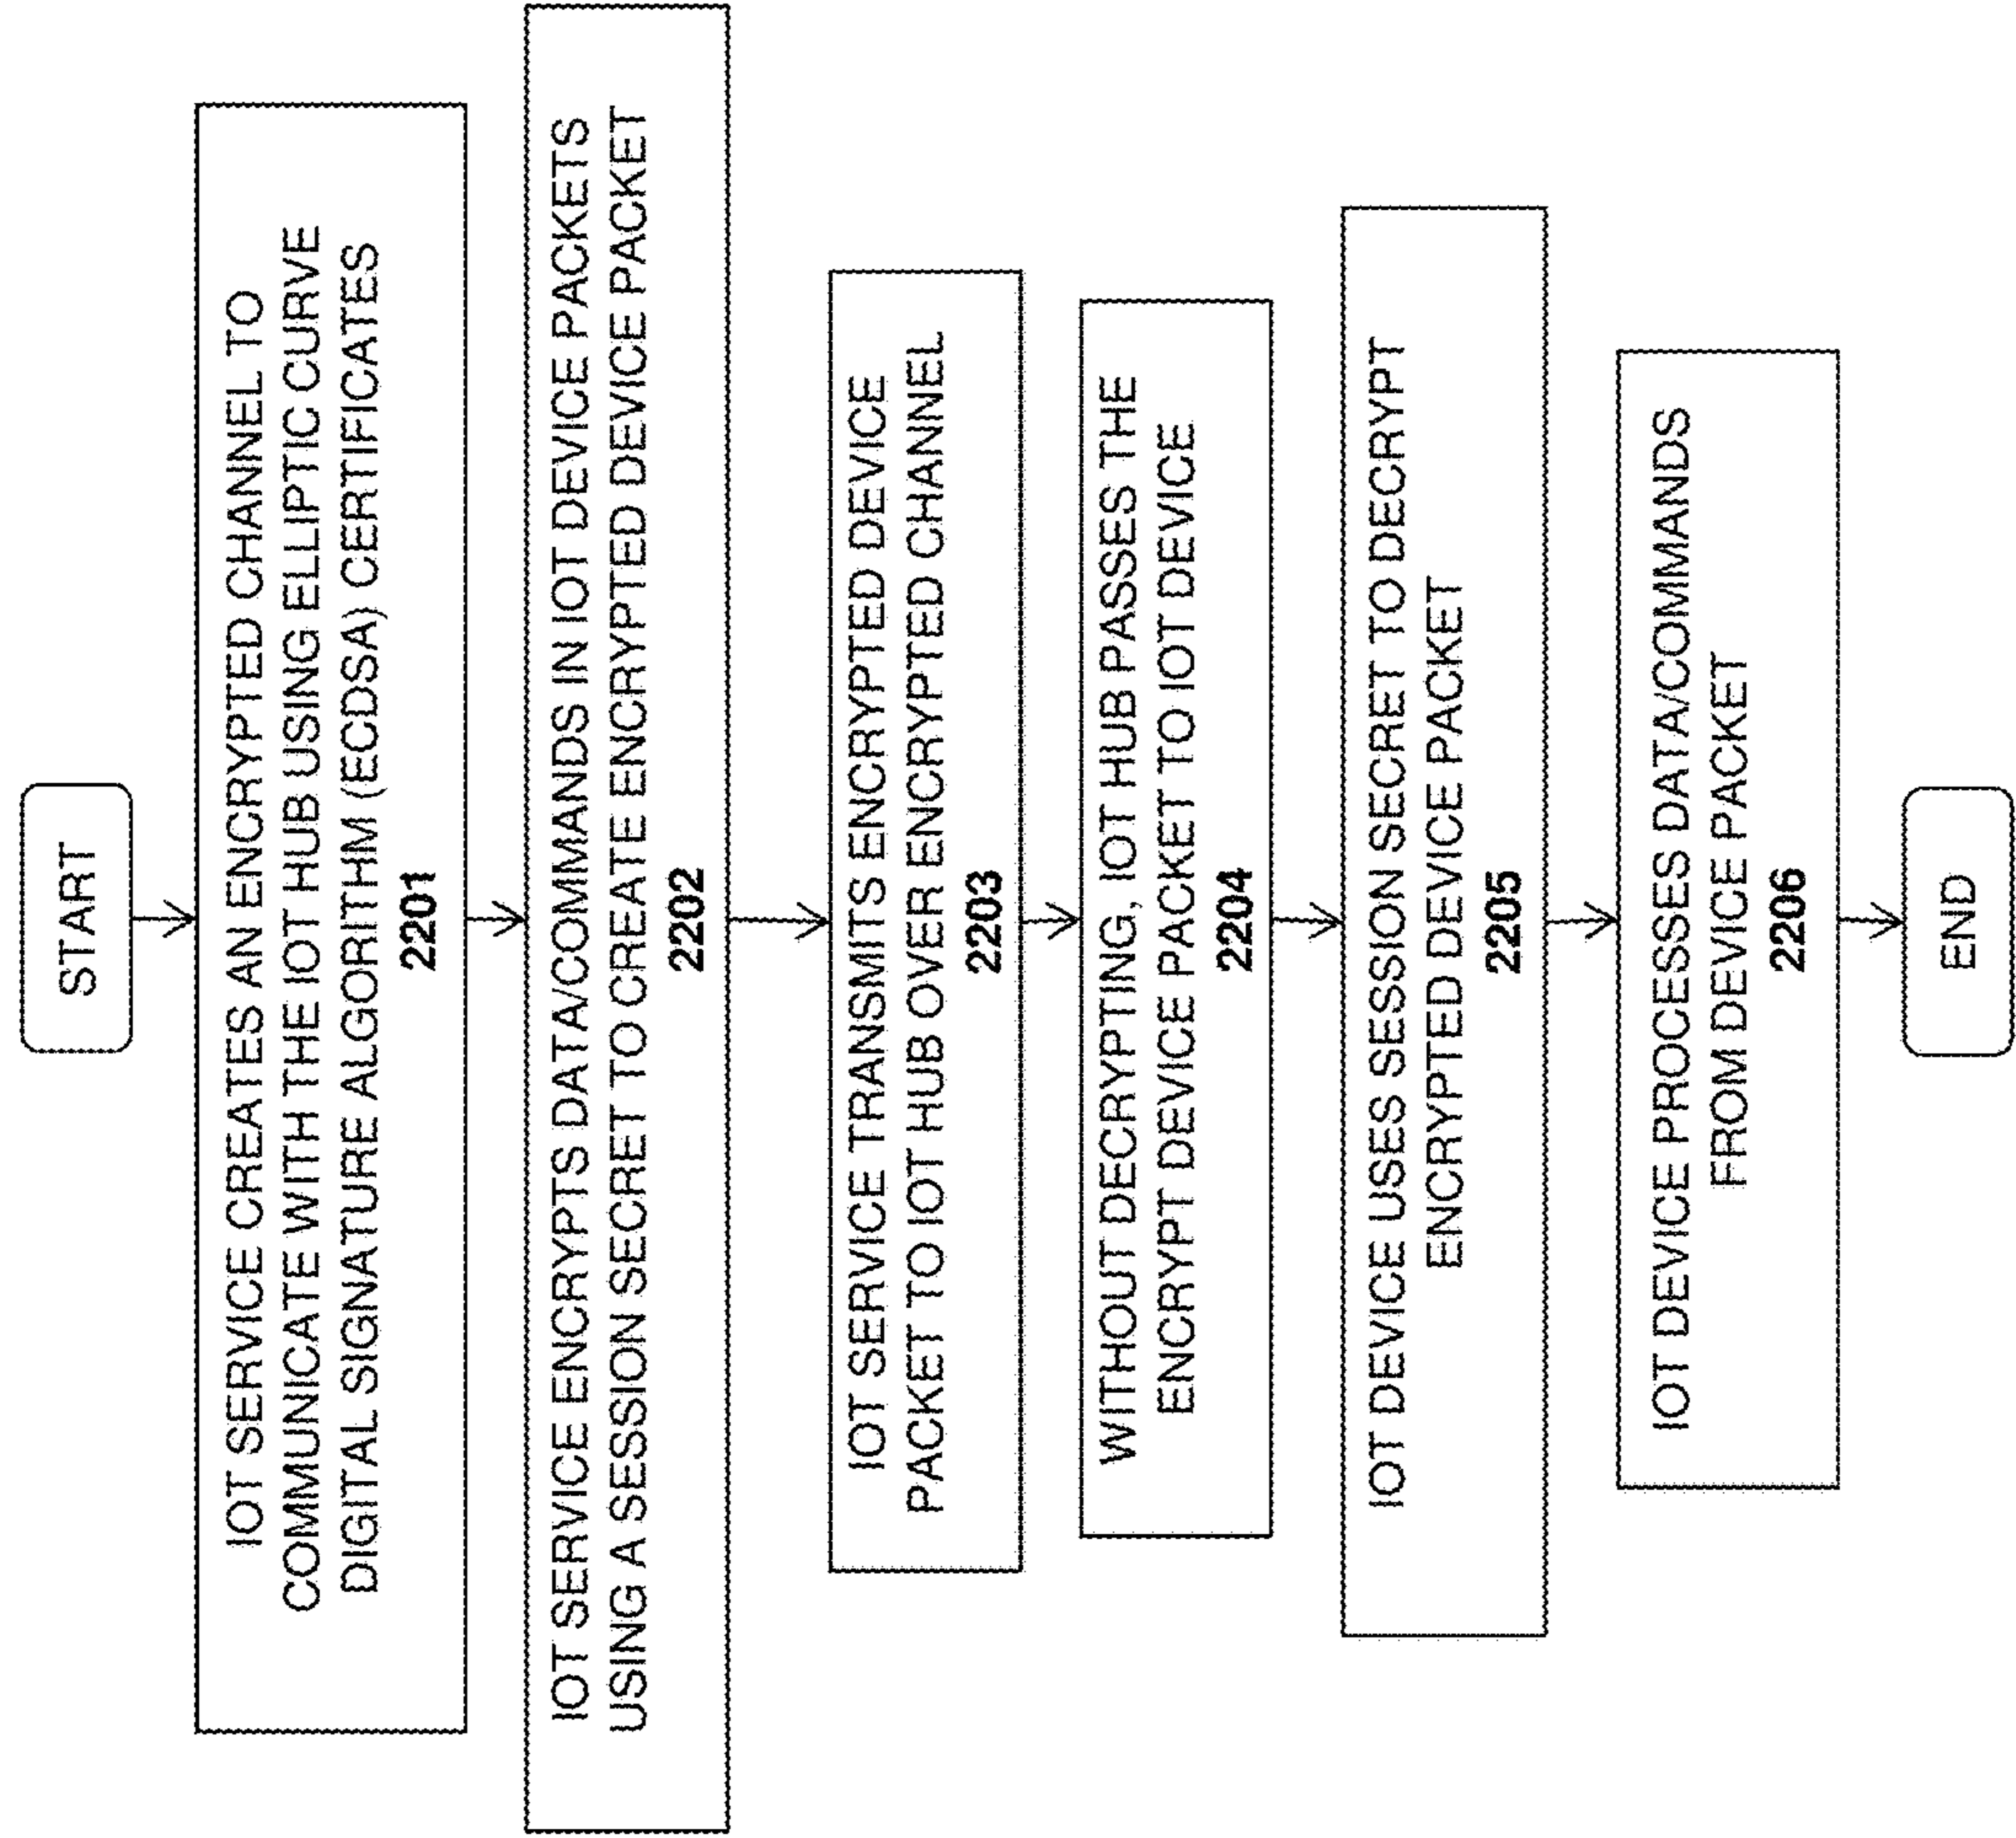 START
IOT SERVICE CREATES AN ENCRYPTED CHANNEL TO
COMMUNICATE WITH THE IOT HUB USING ELLIPTIC CURVE
DIGITAL SIGNATURE ALGORITHM (ECDSA) CERTIFICATES
2201
IOT SERVICE ENCRYPTS DATA/COMMANDS IN IOT DEVICE PACKETS
USING A SESSION SECRET TO CREATE ENCRYPTED DEVICE PACKET
2202
IOT SERVICE TRANSMITS ENCRYPTED DEVICE
PACKET TO IOT HUB OVER ENCRYPTED CHANNEL
2203
WITHOUT DECRYPTING, IOT HUB PASSES THE
ENCRYPT DEVICE PACKET TO IOT DEVICE
2204
IOT DEVICE USES SESSION SECRET TO DECRYPT
ENCRYPTED DEVICE PACKET
2205
IOT DEVICE PROCESSES DATA/COMMANDS
FROM DEVICE PACKET
2206
END